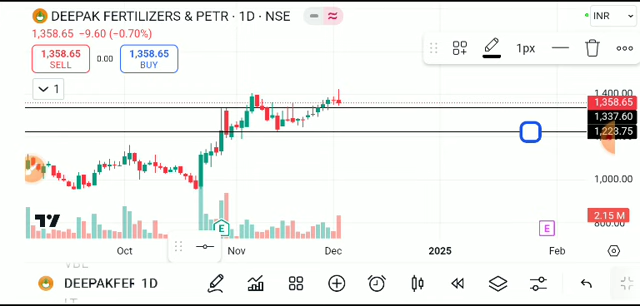 DEEPAK FERTILIZERS & PETR · 1D · NSE
INR
1,358.65 −9.60 (−0.70%)
1,358.65
SELL
0.00
1,358.65
BUY
1px
1
1,400.00
1,358.65
1,337.60
1,223.75
1,000.00
2.15 M
800.00
E
E
Oct
Nov
Dec
2025
Feb
DEEPAKFER 1D